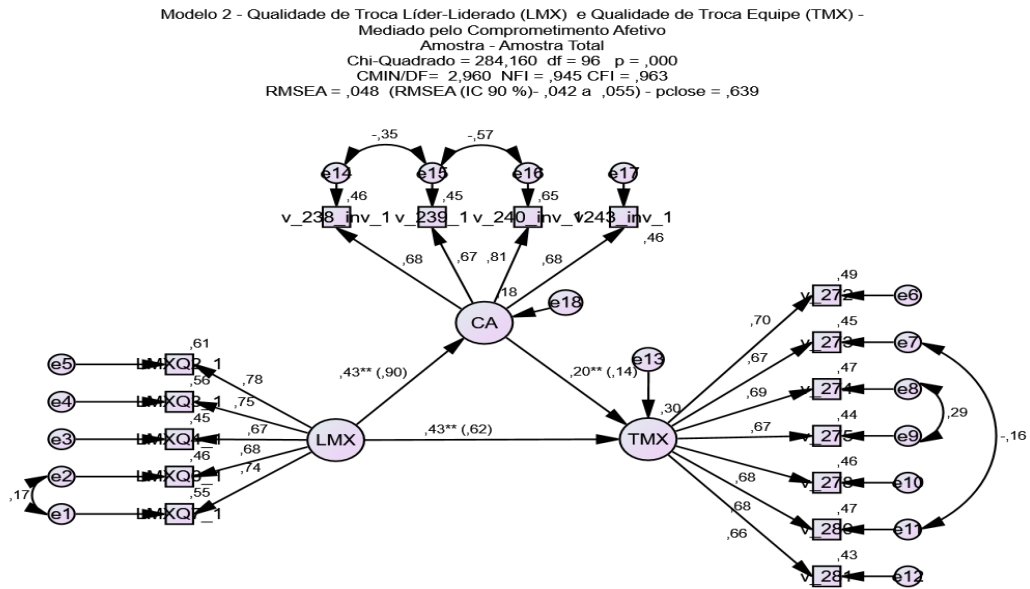 Modelo 2 - Qualidade de Troca Líder-Liderado (LMX) e Qualidade de Troca Equipe (TMX) -
Mediado pelo Comprometimento Afetivo
Amostra - Amostra Total
Chi-Quadrado = 284,160 df = 96 p = ,000
CMIN/DF= 2,960 NFI = ,945 CFI = ,963
RMSEA = ,048 (RMSEA (IC 90 %)- ,042 a ,055) - pclose = ,639
-,35 -,57
e14 e15 e16 e17
,46 ,45 ,65
v_238_inv_1 v_239_1 v_240_inv_1 v243_inv_1
,46
,68 ,67 ,81 ,68
,18
e18
CA
,49
v_272 e6
,70
,45
v_273 e7
,67
,47
v_274 e8
,69
,44
v_275 e9
,67
,29
-,16
,46
v_278 e10
,68
,47
e11
,68
,43
v_281 e12
,66
e13
,20** (,14)
,43** (,90)
,30
TMX
,43** (,62)
LMX
,61
e5
,78
,56
e4
,75
,45
e3
,67
,46
e2
,68
,74
,55
e1
,17